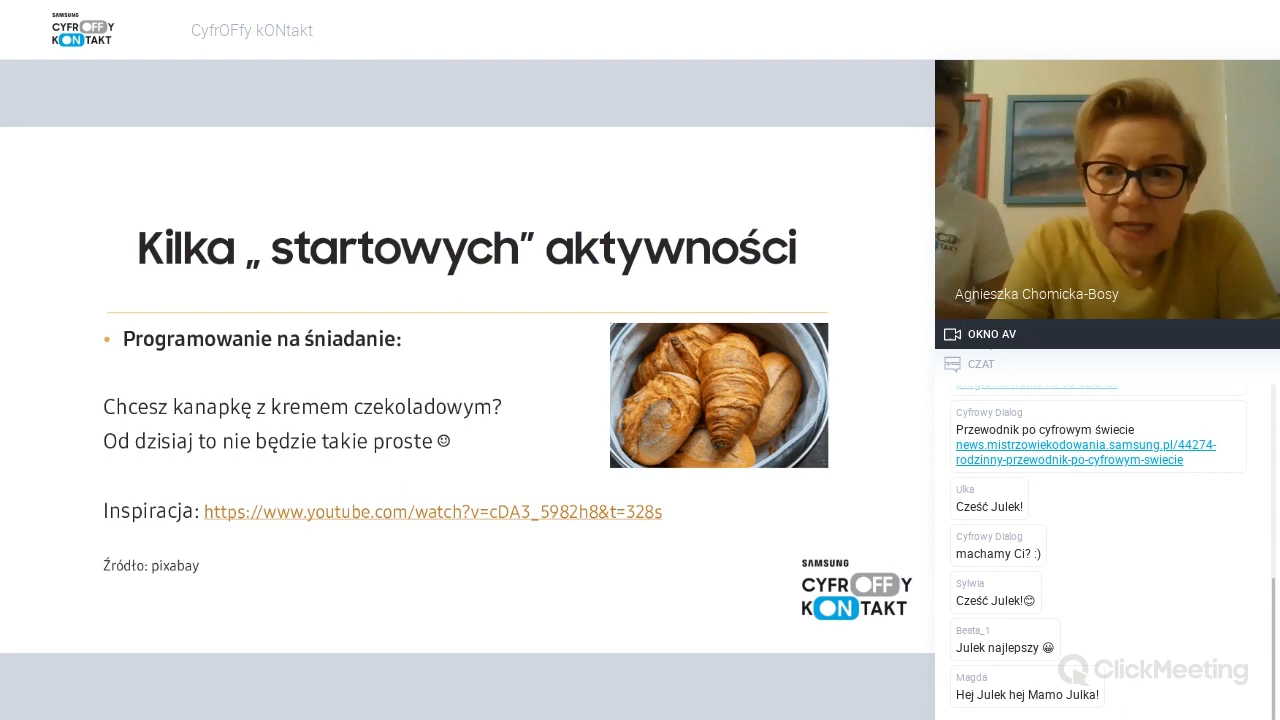 SAMSUNG
CYFROFFY
KONTAKT
CyfrOFfy kONtakt
Kilka „ startowych” aktywności
• Programowanie na śniadanie:
Chcesz kanapkę z kremem czekoladowym?
Od dzisiaj to nie będzie takie proste ☺
Inspiracja: https://www.youtube.com/watch?v=cDA3_5982h8&t=328s
Źródło: pixabay
SAMSUNG
CYFROFFY
KONTAKT
Agnieszka Chomicka-Bosy
OKNO AV
CZAT
Cyfrowy Dialog
Przewodnik po cyfrowym świecie
news.mistrzowiekodowania.samsung.pl/44274-
rodzinny-przewodnik-po-cyfrowym-swiecie
Ulka
Cześć Julek!
Cyfrowy Dialog
machamy Ci? :)
Sylwia
Cześć Julek!😊
Beata_1
Julek najlepszy 😀
Magda
Hej Julek hej Mamo Julka!
ClickMeeting